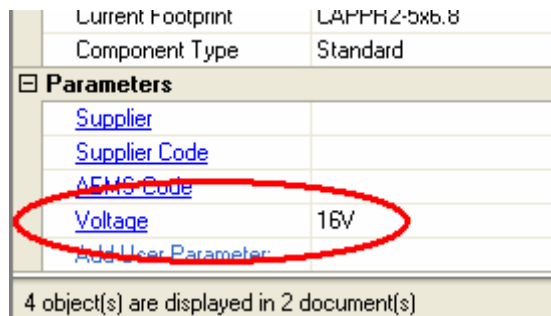 Current Footprint CAPPR2-5x6.8
Component Type Standard
Parameters
Supplier
Supplier Code
AEMS Code
Voltage 16V
Add User Parameter:
4 object(s) are displayed in 2 document(s)